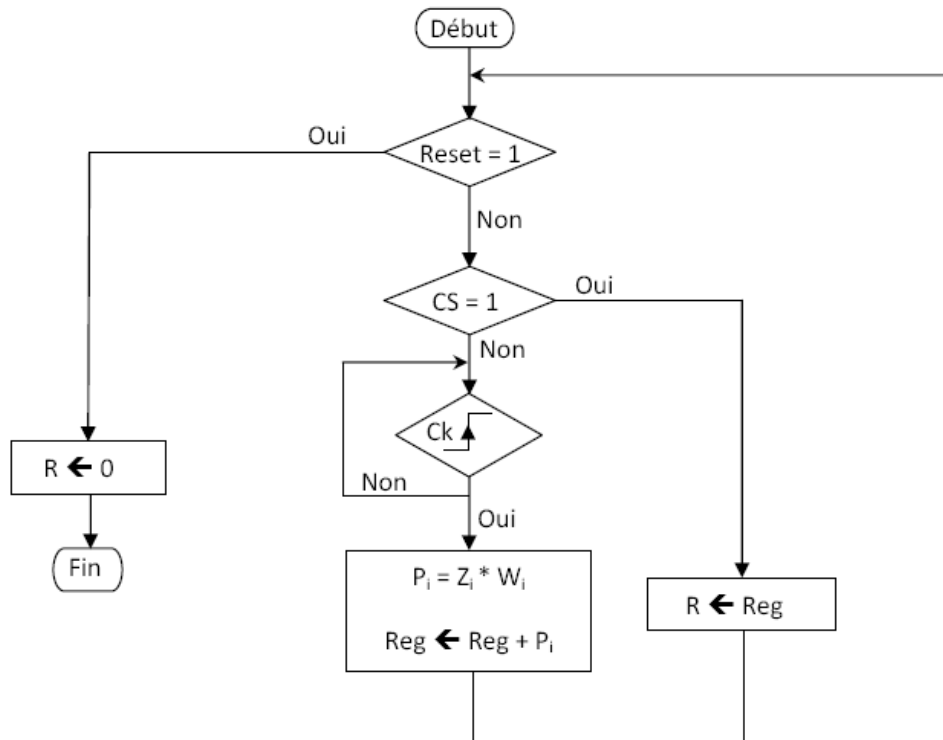 Début
Oui
Reset = 1
Non
CS = 1
Oui
Non
Ck
Non
Oui
R 🡸 0
Fin
Pᵢ = Zᵢ * Wᵢ
Reg 🡸 Reg + Pᵢ
R 🡸 Reg